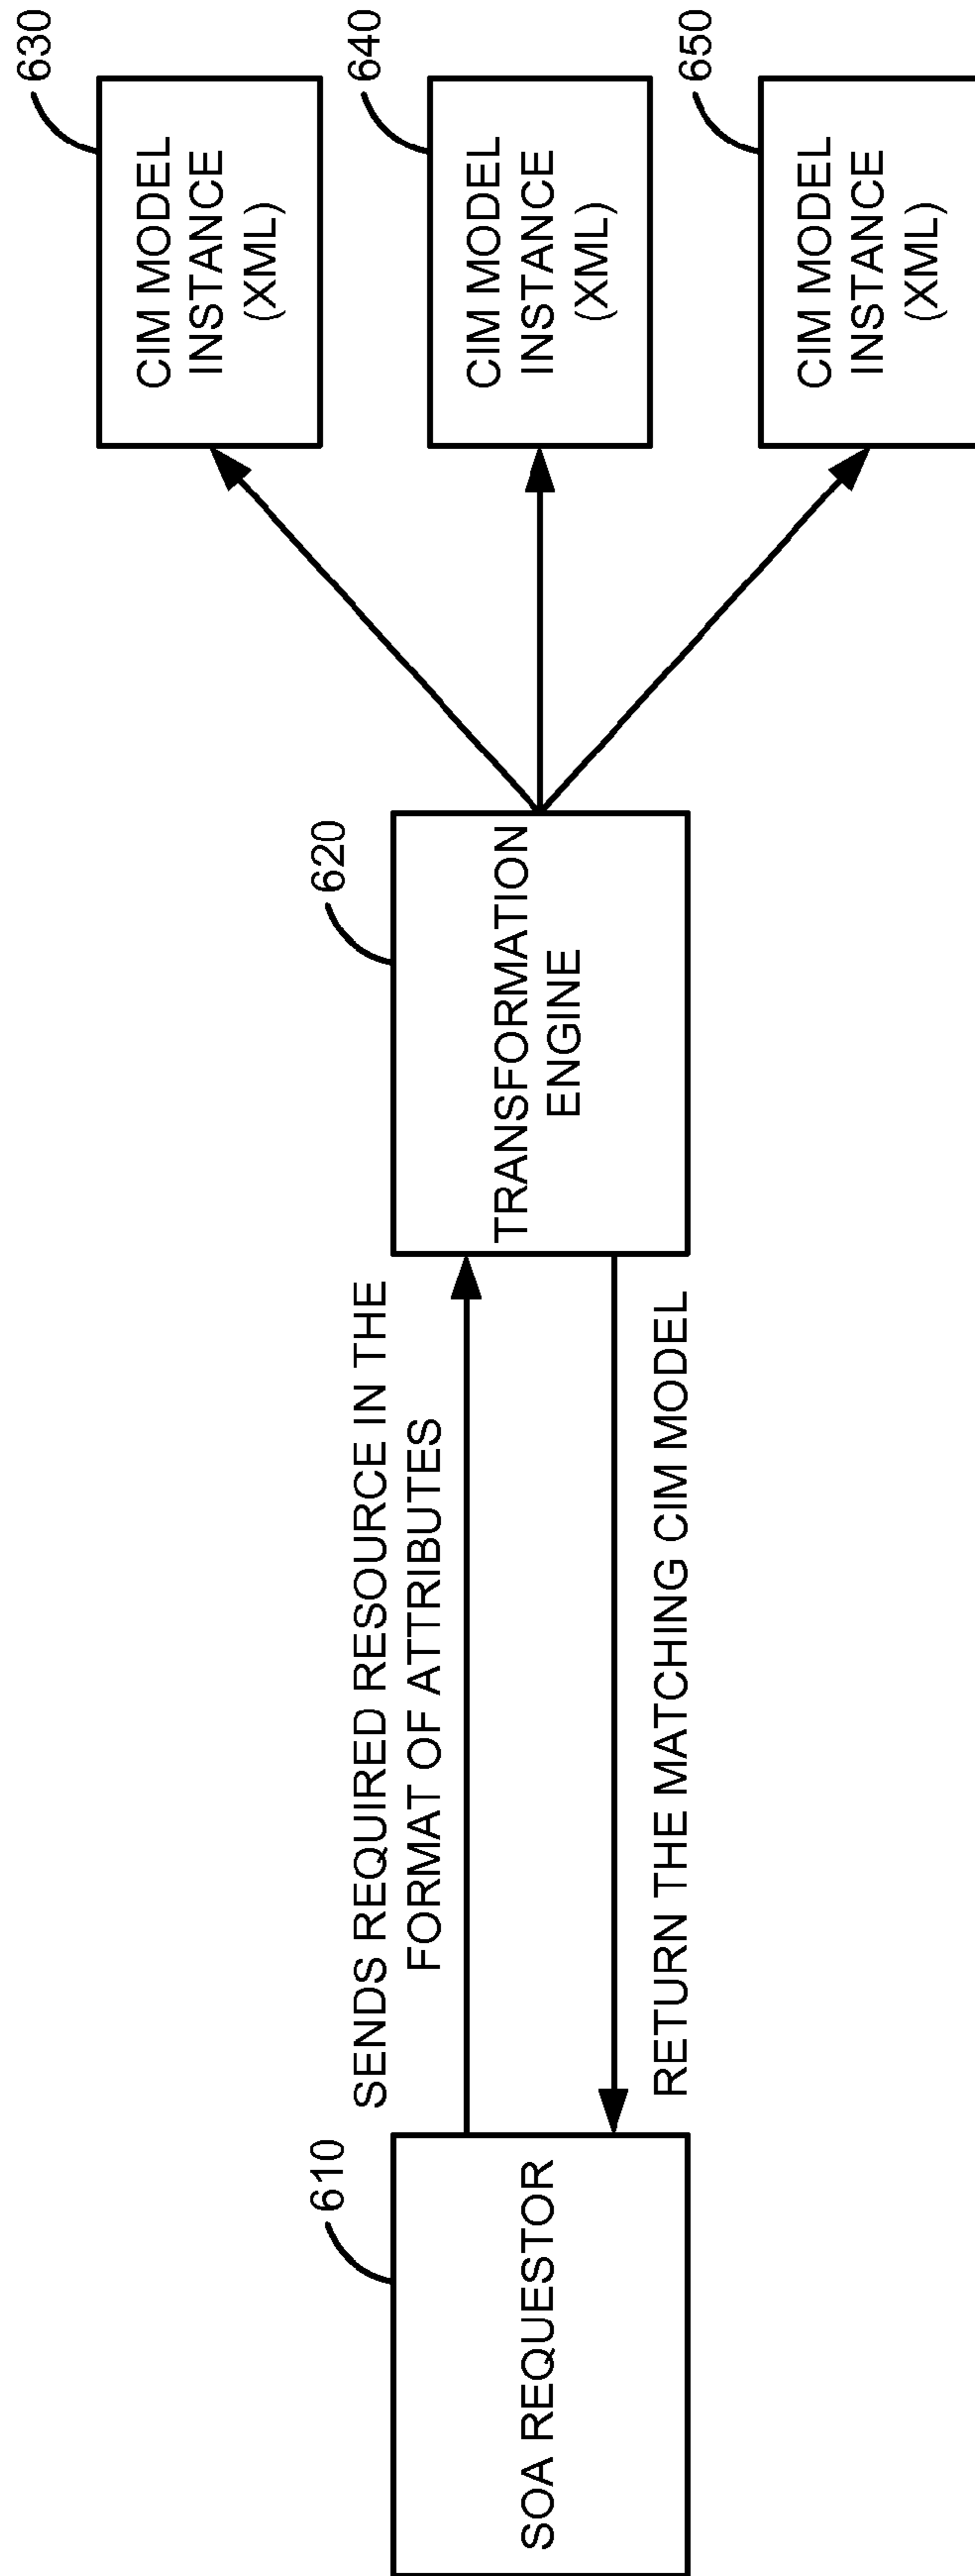 610
SOA REQUESTOR
SENDS REQUIRED RESOURCE IN THE
FORMAT OF ATTRIBUTES
RETURN THE MATCHING CIM MODEL
620
TRANSFORMATION
ENGINE
630
CIM MODEL
INSTANCE
(XML)
640
CIM MODEL
INSTANCE
(XML)
650
CIM MODEL
INSTANCE
(XML)